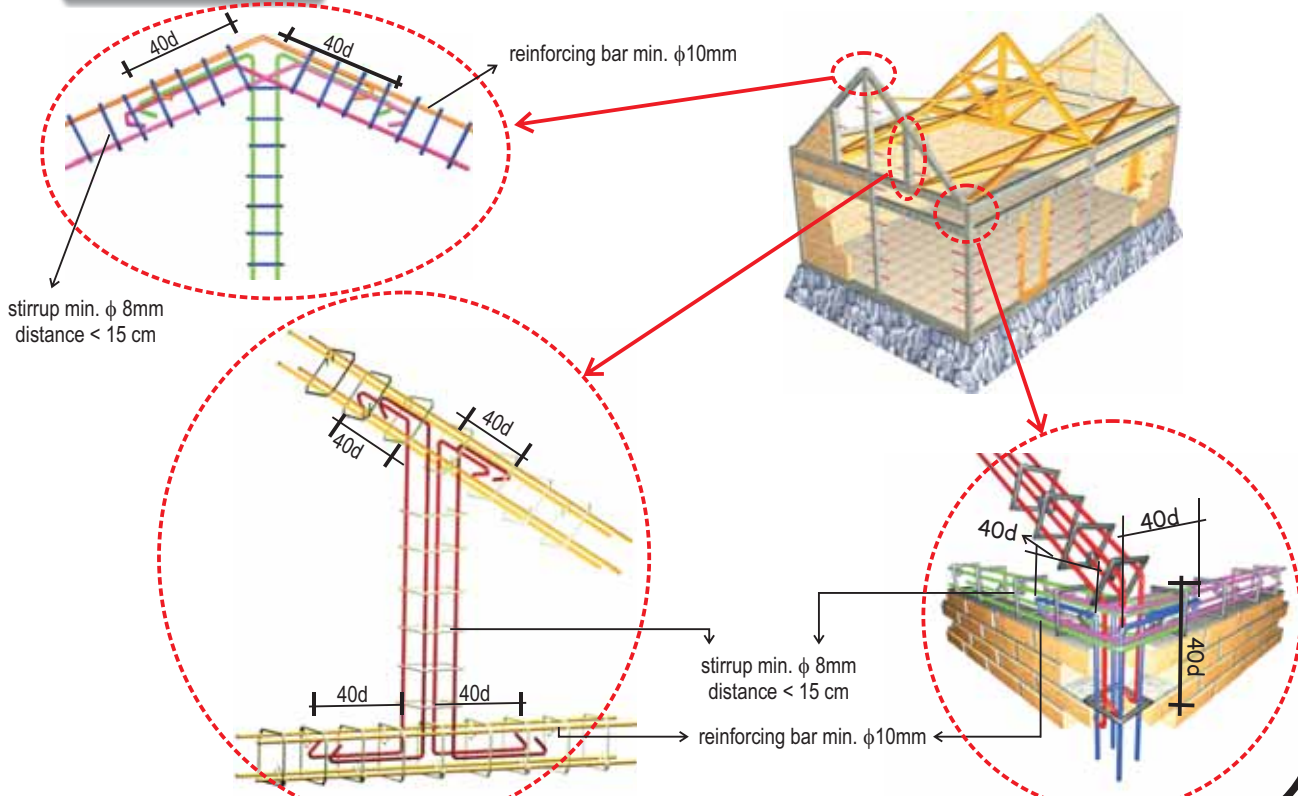 40d
40d
reinforcing bar min. ϕ10mm
stirrup min. ϕ 8mm
distance < 15 cm
40d
40d
40d
40d
40d
40d
40d
stirrup min. ϕ 8mm
distance < 15 cm
reinforcing bar min. ϕ10mm